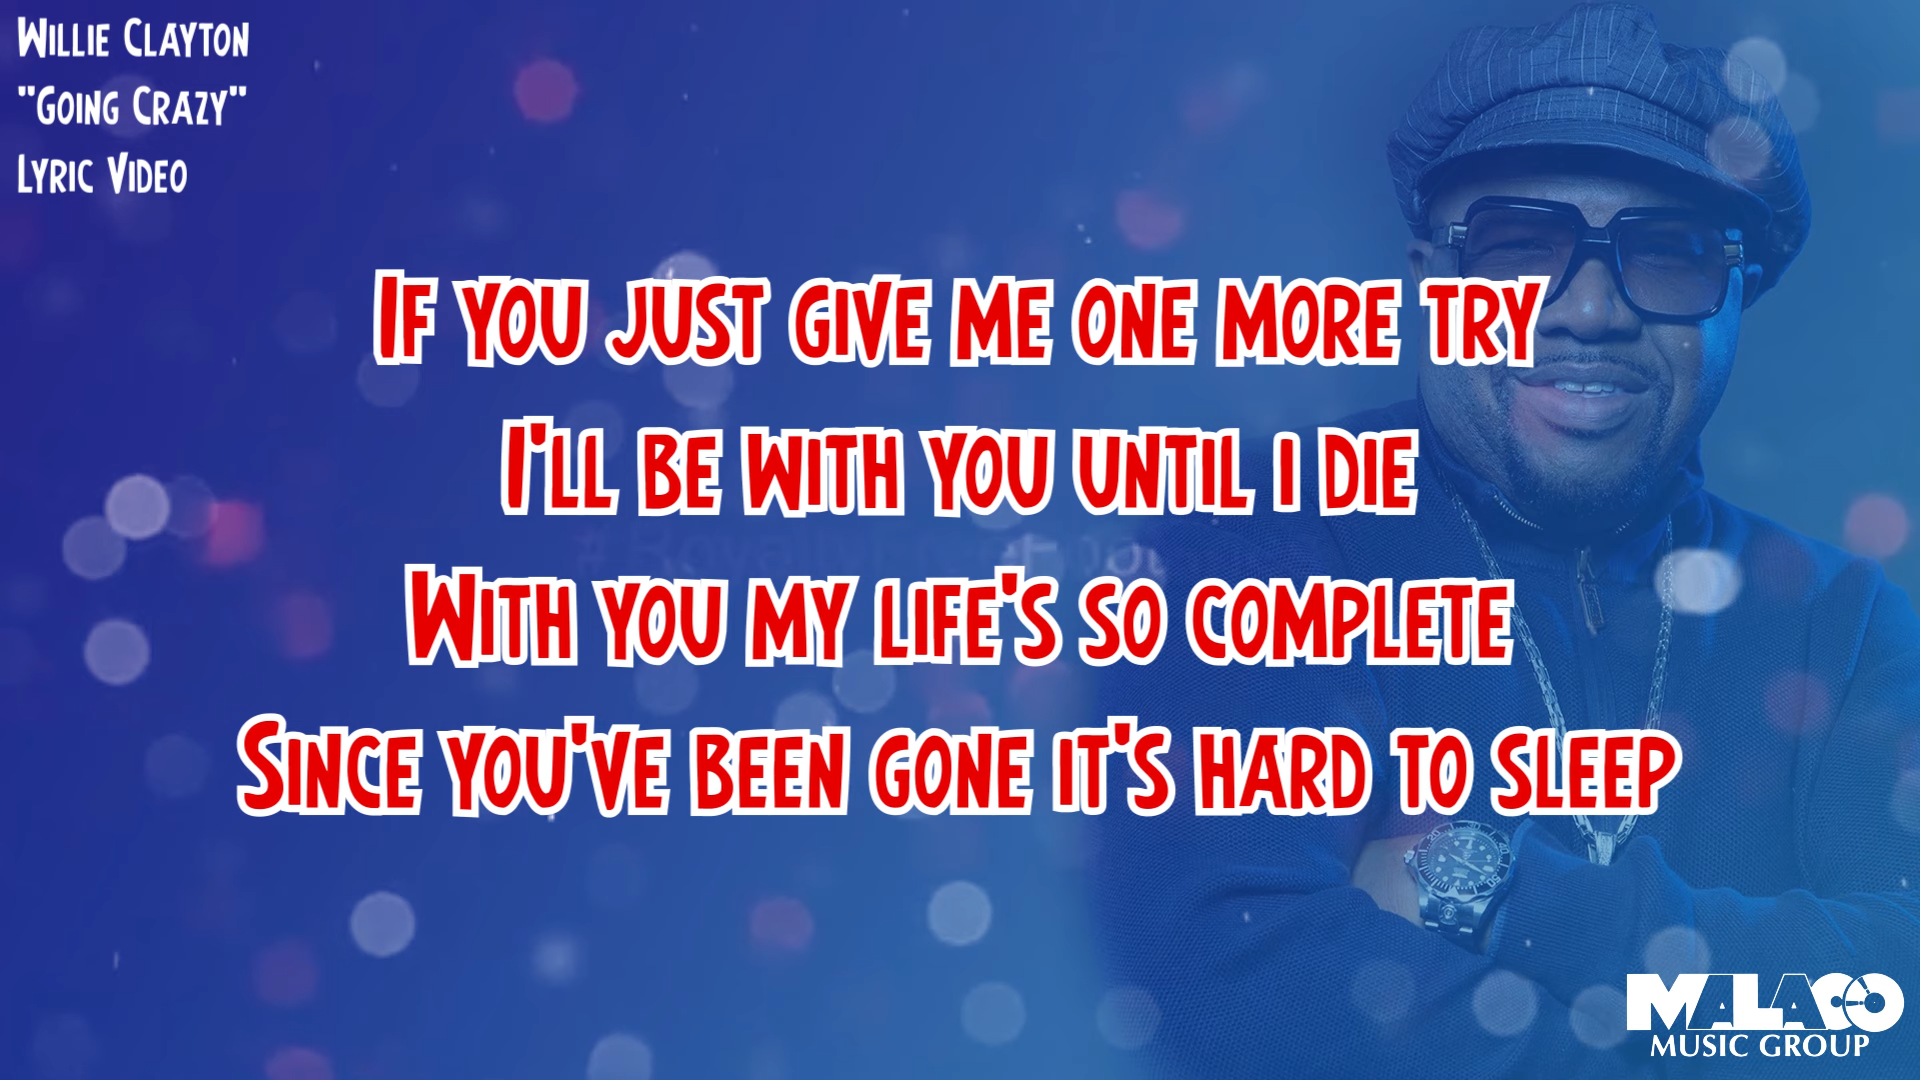 Willie Clayton
"Going Crazy"
Lyric Video
If you just give me one more try
I'll be with you until I die
With you my life's so complete
Since you've been gone it's hard to sleep
MALACO
MUSIC GROUP